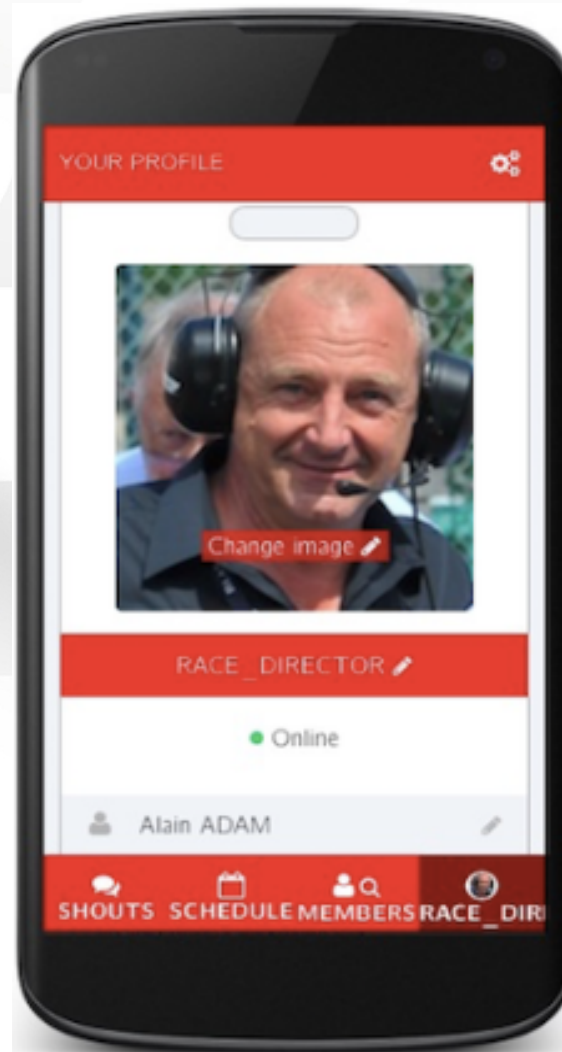 YOUR PROFILE
Change image
RACE_DIRECTOR
Online
Alain ADAM
SHOUTS SCHEDULE MEMBERS RACE_DIR